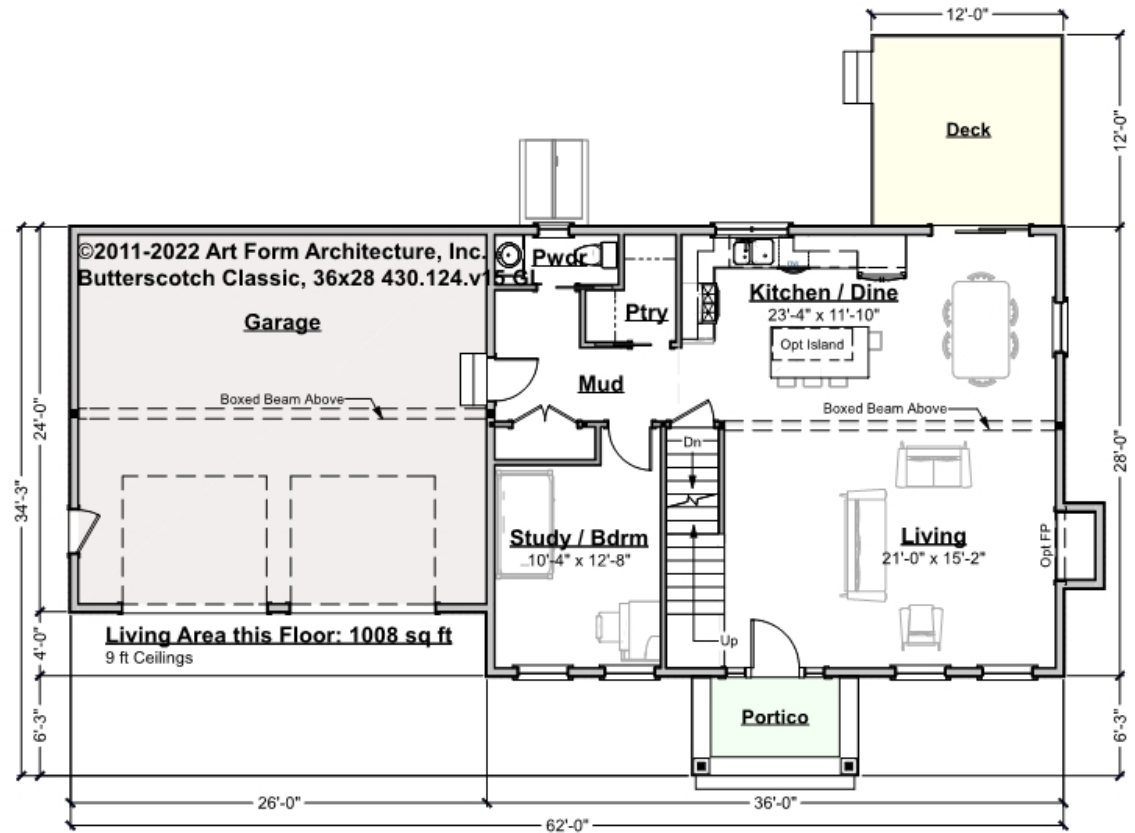 12'-0"
Deck
12'-0"
©2011-2022 Art Form Architecture, Inc.
Butterscotch Classic, 36x28 430.124.v15 GL
Pwdr
Garage
Ptry
Kitchen / Dine
23'-4" x 11'-10"
Opt Island
DW
Mud
Boxed Beam Above
Boxed Beam Above
Dn
24'-0"
34'-3"
28'-0"
Study / Bdrm
10'-4" x 12'-8"
Living
21'-0" x 15'-2"
Opt FP
Up
Living Area this Floor: 1008 sq ft
9 ft Ceilings
4'-0"
Portico
6'-3"
6'-3"
26'-0"
36'-0"
62'-0"